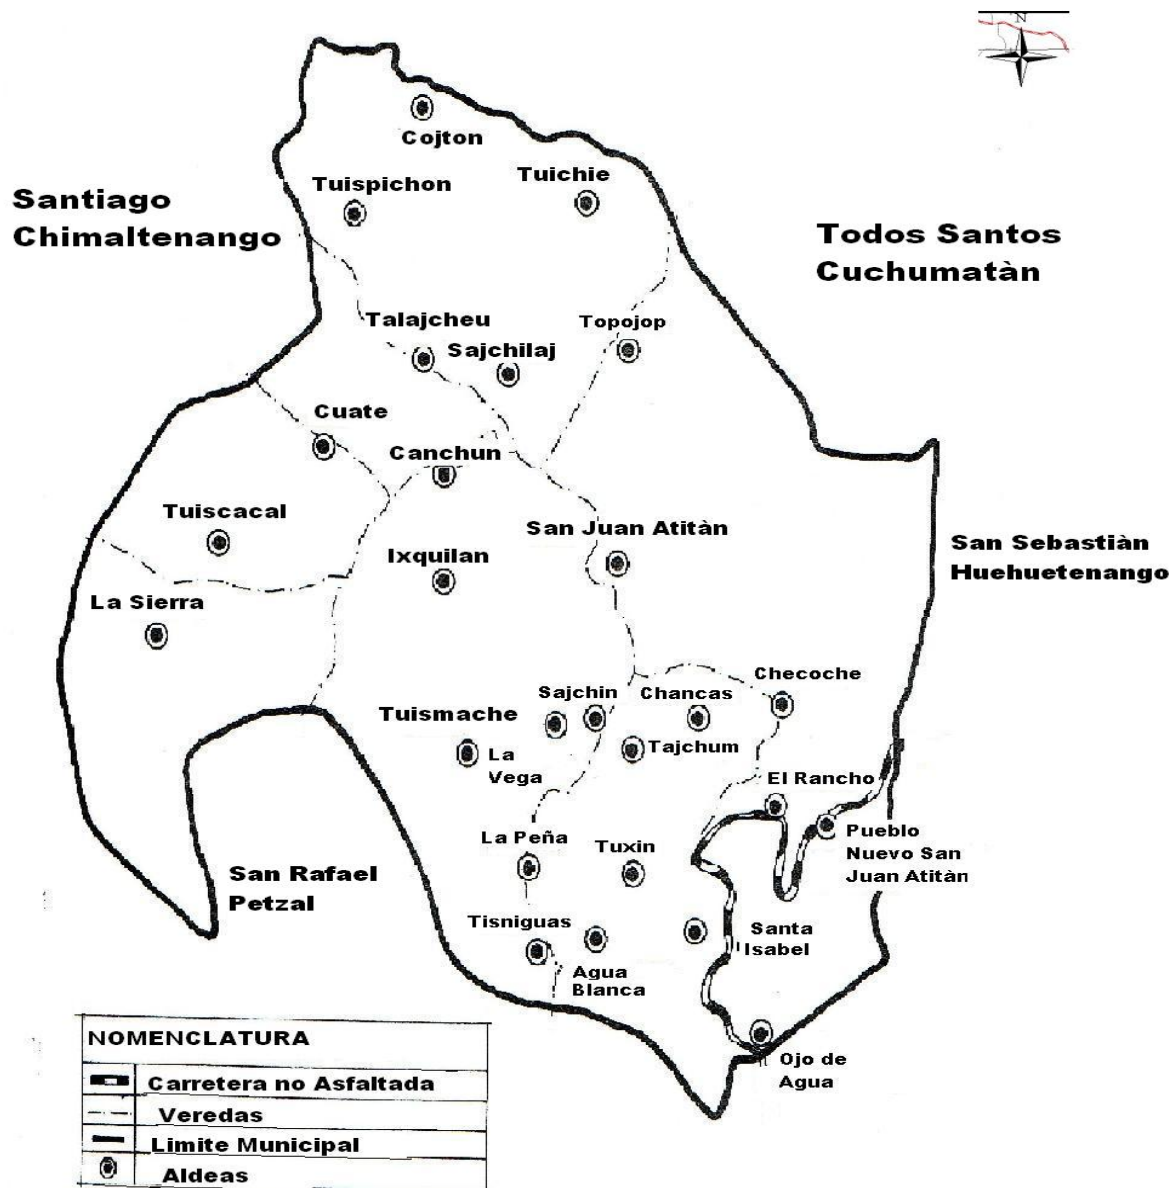 N
Cojton
Tuichie
Tuispichon
Santiago
Chimaltenango
Todos Santos
Cuchumatàn
Talajcheu
Topojop
Sajchilaj
Cuate
Canchun
Tuiscacal
San Juan Atitàn
San Sebastiàn
Huehuetenango
Ixquilan
La Sierra
Checoche
Sajchin
Chancas
Tuismache
Tajchum
La
Vega
El Rancho
Pueblo
Nuevo San
Juan Atitàn
La Peña
Tuxin
San Rafael
Petzal
Tisniguas
Santa
Isabel
Agua
Blanca
Ojo de
Agua
NOMENCLATURA
Carretera no Asfaltada
Veredas
Limite Municipal
Aldeas